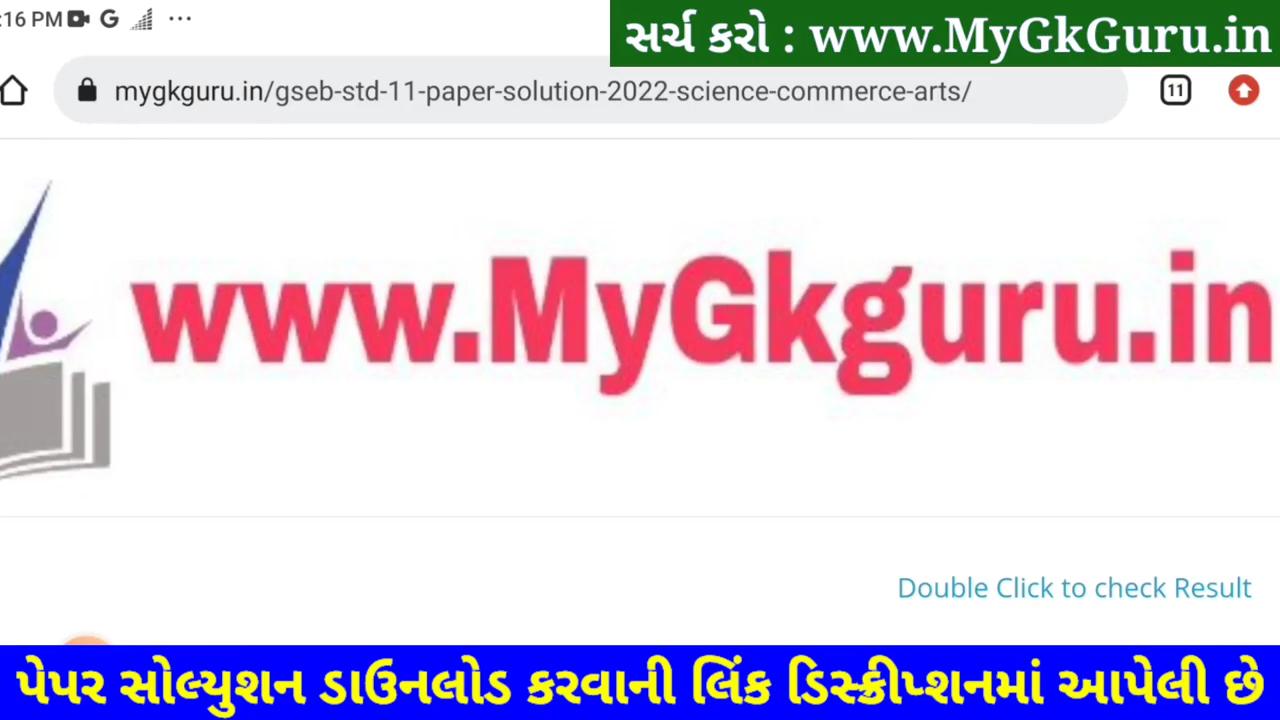 :16 PM G ...
સર્ચ કરો : www.MyGkGuru.in
mygkguru.in/gseb-std-11-paper-solution-2022-science-commerce-arts/
11
www.MyGkguru.in
Double Click to check Result
પેપર સોલ્યુશન ડાઉનલોડ કરવાની લિંક ડિસ્ક્રીપ્શનમાં આપેલી છે